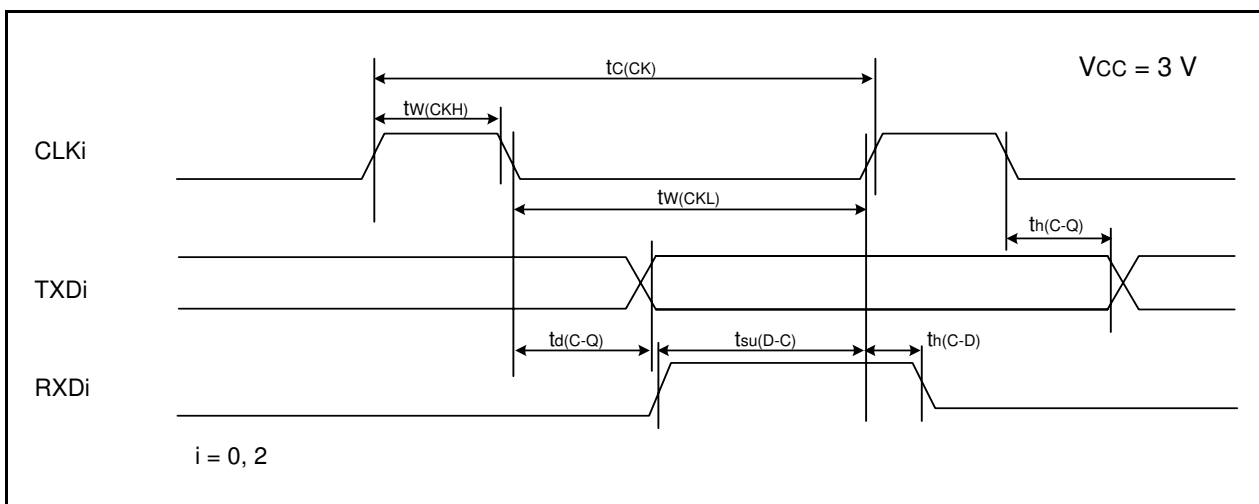 tC(CK)
VCC = 3 V
tW(CKH)
CLKi
tW(CKL)
th(C-Q)
TXDi
td(C-Q)
tsu(D-C)
th(C-D)
RXDi
i = 0, 2